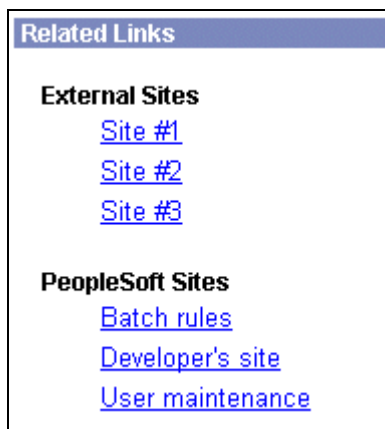 Related Links
External Sites
Site #1
Site #2
Site #3
PeopleSoft Sites
Batch rules
Developer's site
User maintenance